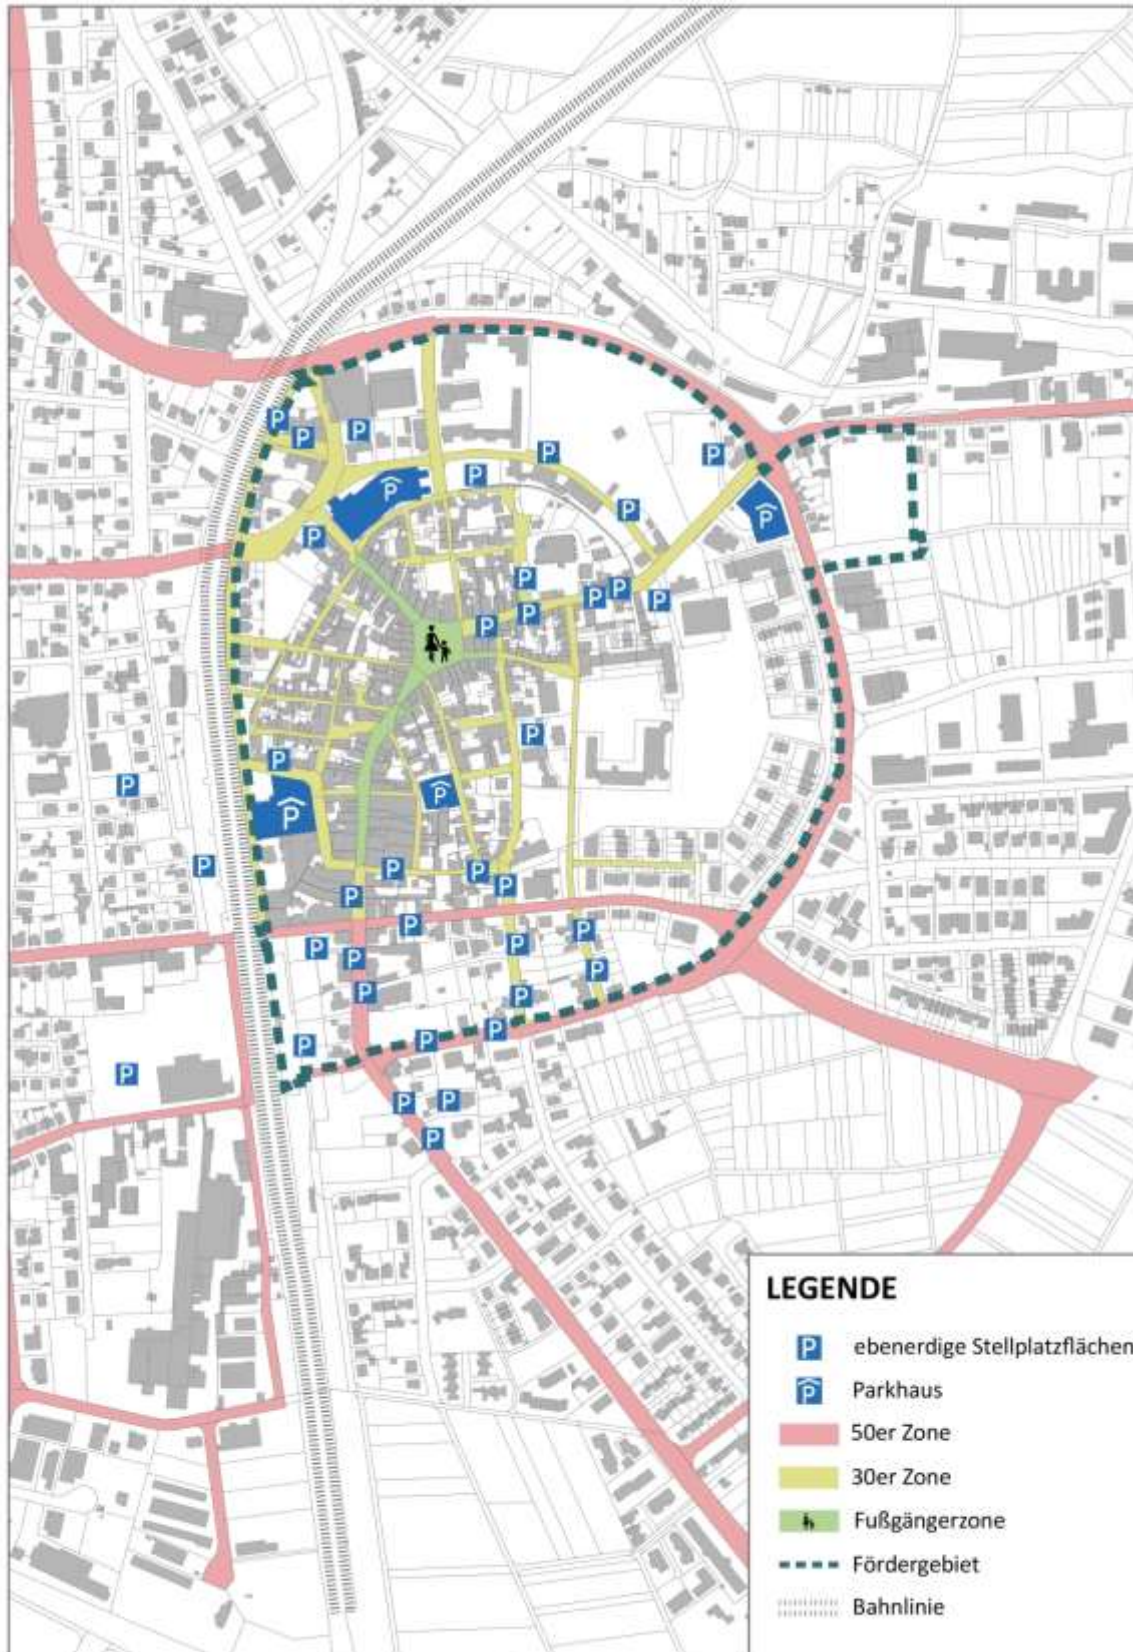 LEGENDE
P ebenerdige Stellplatzflächen
P Parkhaus
50er Zone
30er Zone
Fußgängerzone
Fördergebiet
Bahnlinie